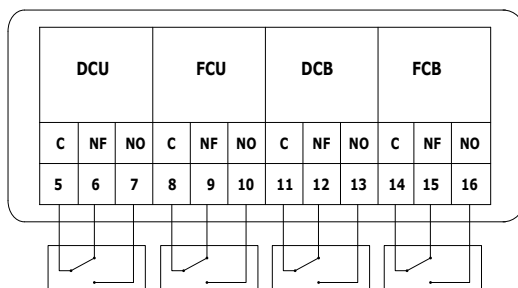 DCU FCU DCB FCB
C NF NO C NF NO C NF NO C NF NO
5 6 7 8 9 10 11 12 13 14 15 16